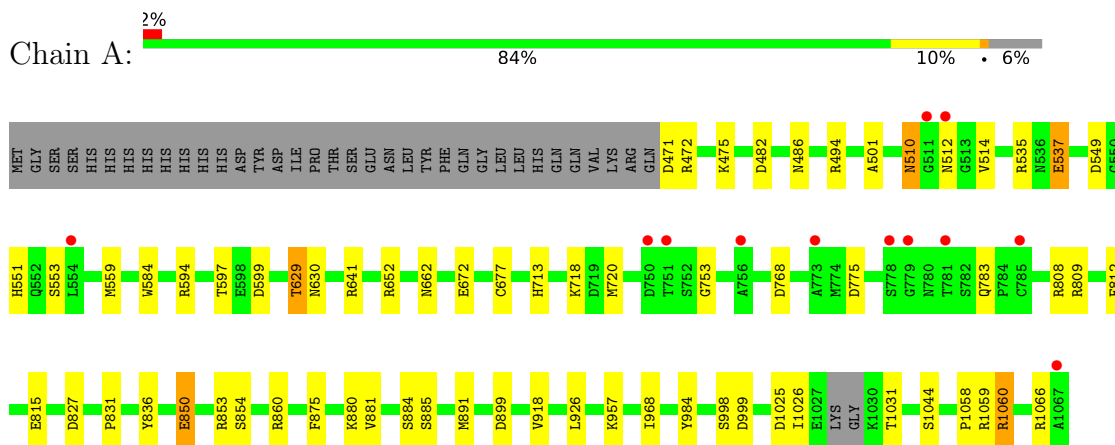 2%
Chain A:
84% 10% • 6%
MET GLY SER SER HIS HIS HIS HIS HIS HIS HIS HIS ASP TYR ASP ILE PRO THR SER GLU ASN LEU TYR PHE GLN GLY LEU LEU HIS GLN GLN VAL LYS ARG GLN D471 R472 K475 D482 N486 R494 A501 N510 G511 N512 G513 V514 R535 N536 E537 D549
H551 Q552 S553 L554 M559 W584 R594 T597 E598 D599 T629 N630 R641 R652 N662 E672 C677 H713 K718 D719 M720 D750 T751 S752 G753 A756 D768 A773 M774 D775 S778 G779 N780 T781 S782 Q783 P784 C785 R808 R809
E815 D827 P831 Y836 E850 R853 S854 R860 F875 K880 V881 S884 S885 M891 D899 V918 L926 K957 I968 Y984 S998 D999 D1025 I1026 E1027 LYS GLY K1030 T1031 S1044 P1058 R1059 R1060 R1066 A1067